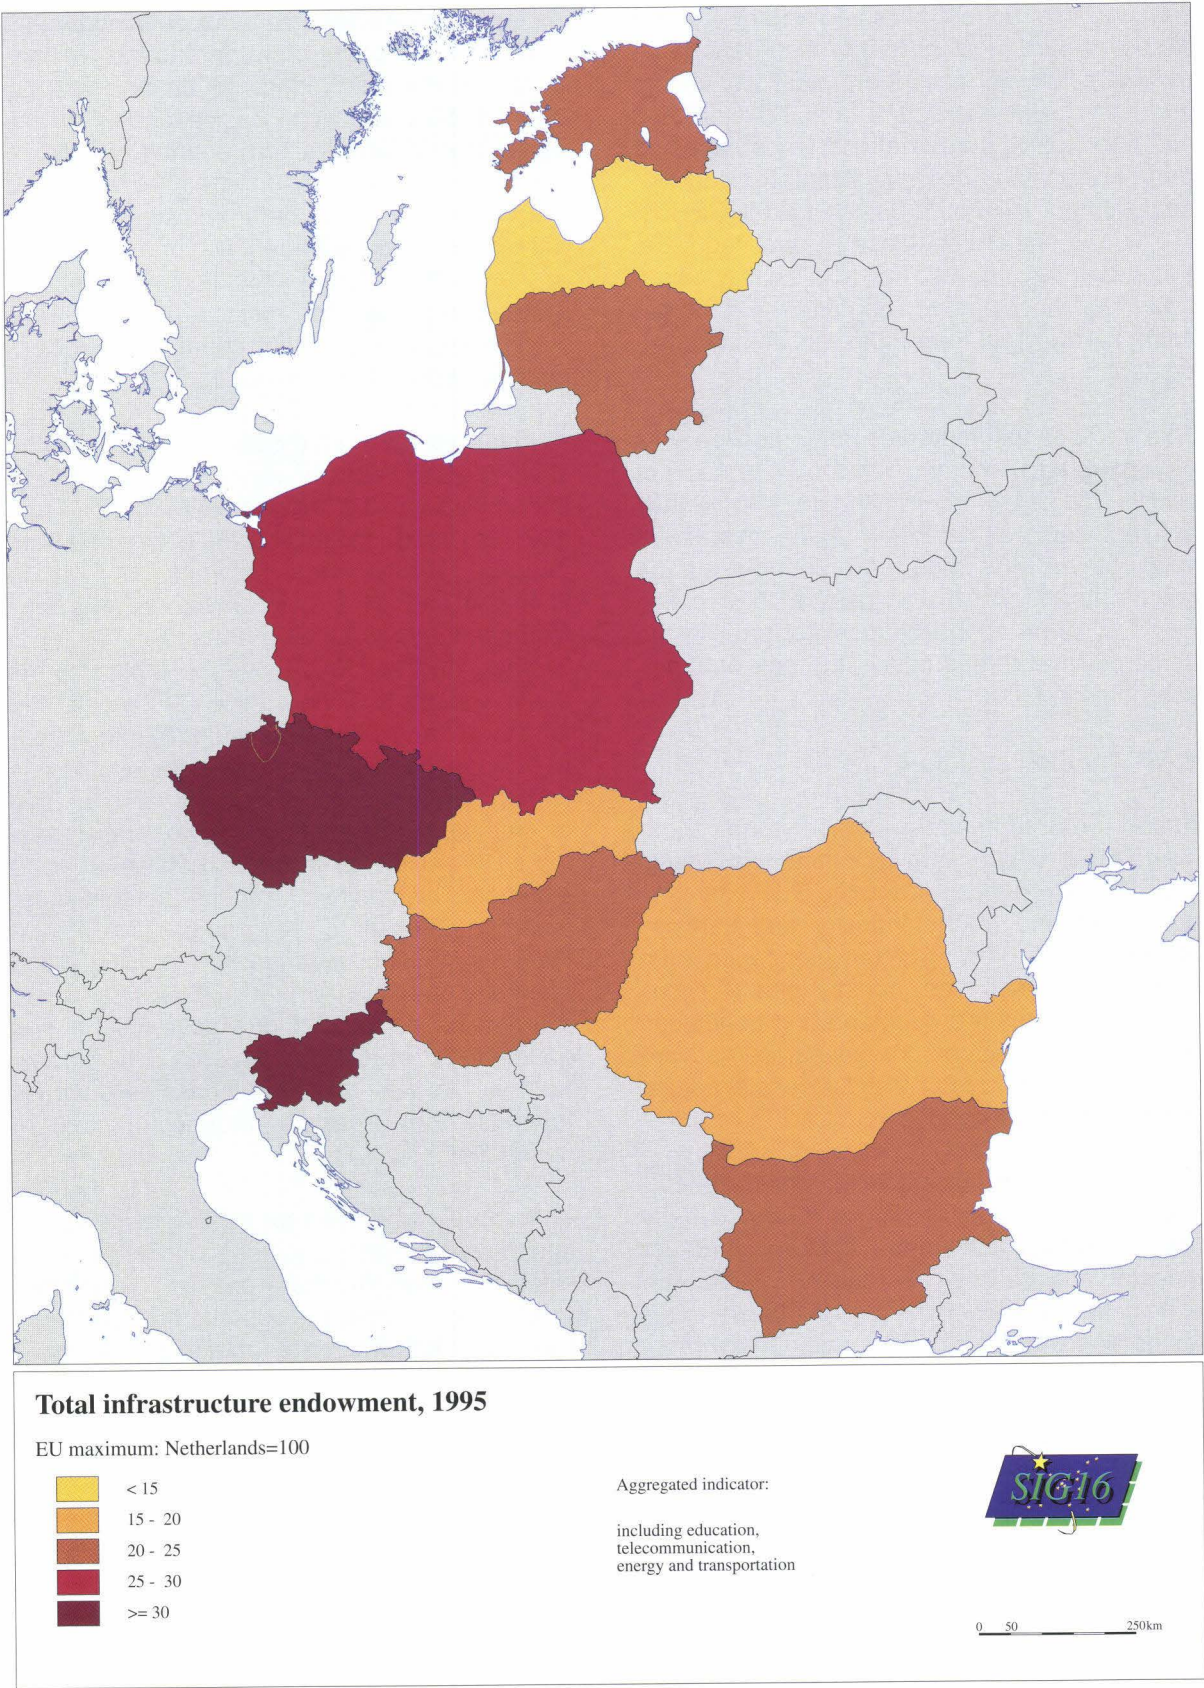 Total infrastructure endowment, 1995
EU maximum: Netherlands=100
< 15
15 - 20
20 - 25
25 - 30
>= 30
Aggregated indicator:
including education,
telecommunication,
energy and transportation
SIG16
0 50 250km